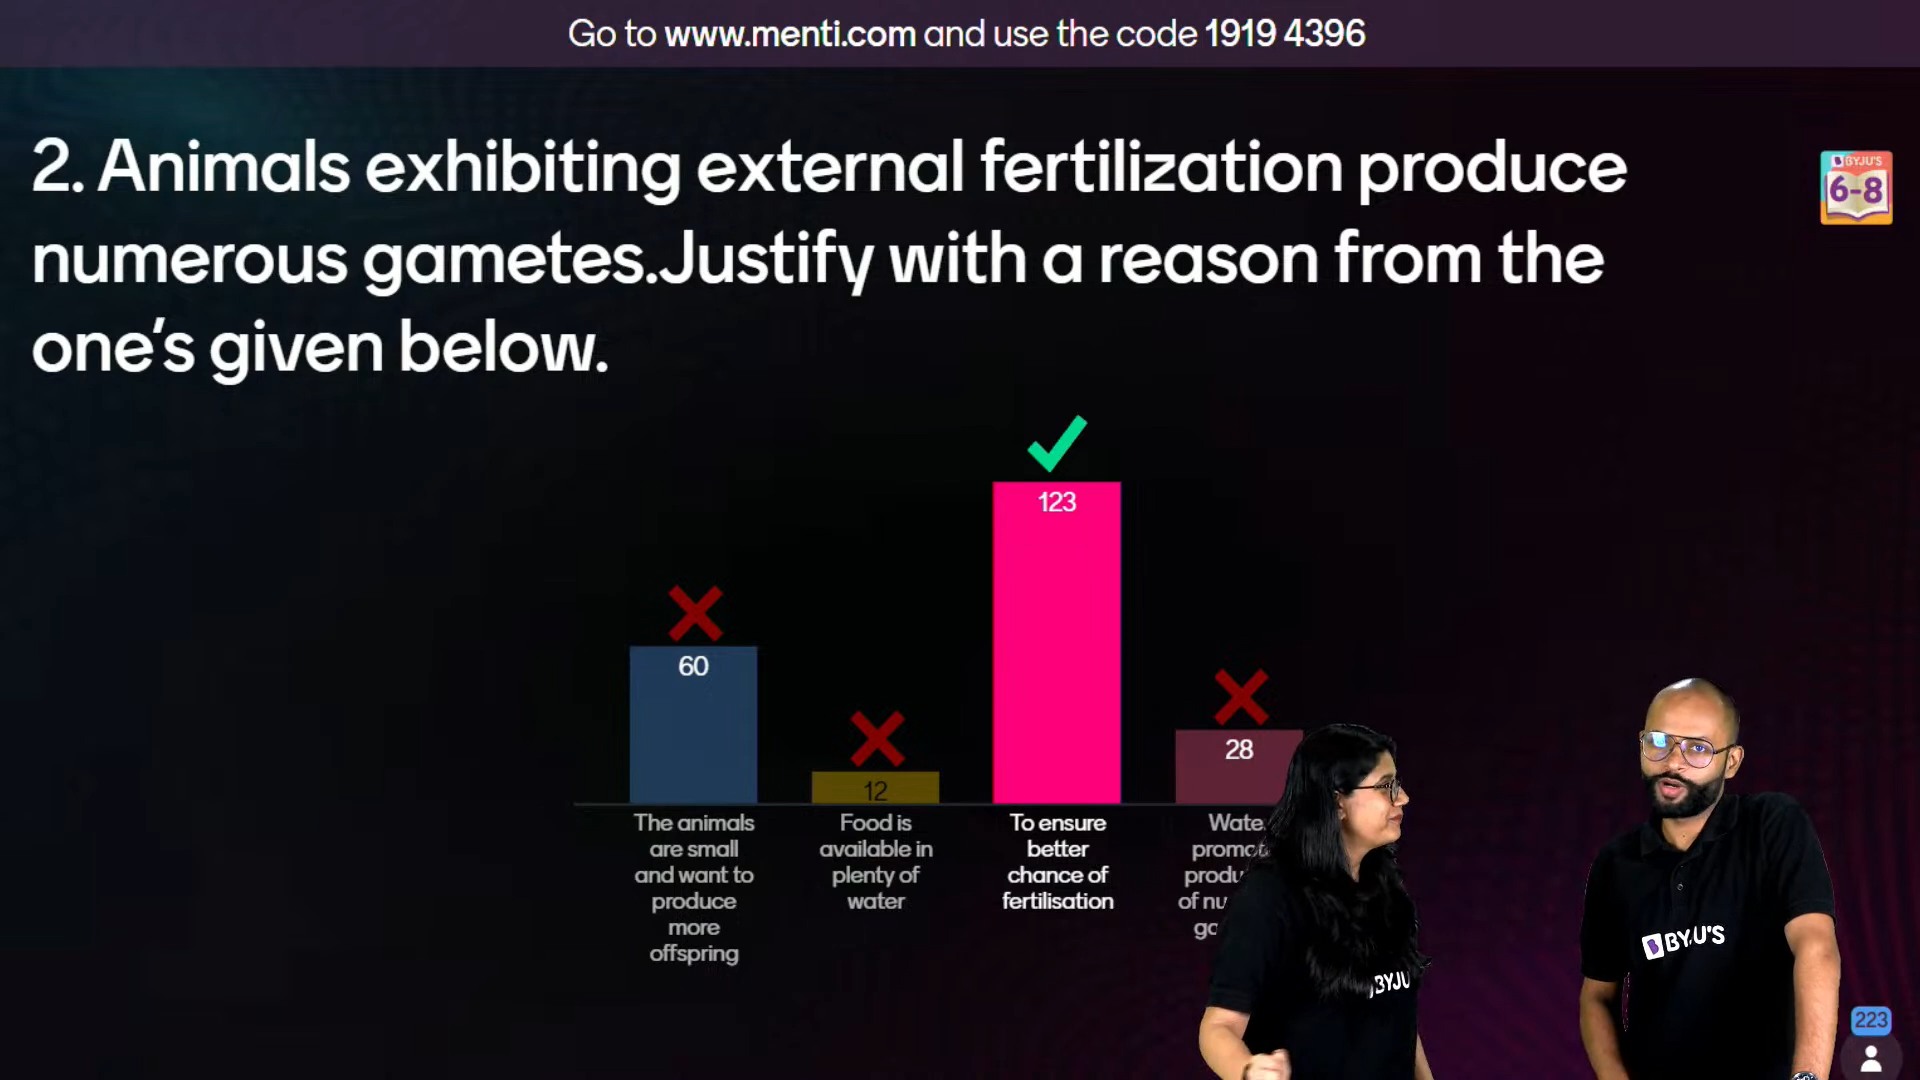 Go to www.menti.com and use the code 1919 4396
2. Animals exhibiting external fertilization produce
numerous gametes.Justify with a reason from the
one's given below.
BYJU'S
6-8
123
60
28
12
The animals
are small
and want to
produce
more
offspring
Food is
available in
plenty of
water
To ensure
better
chance of
fertilisation
of
BYJU'S
223